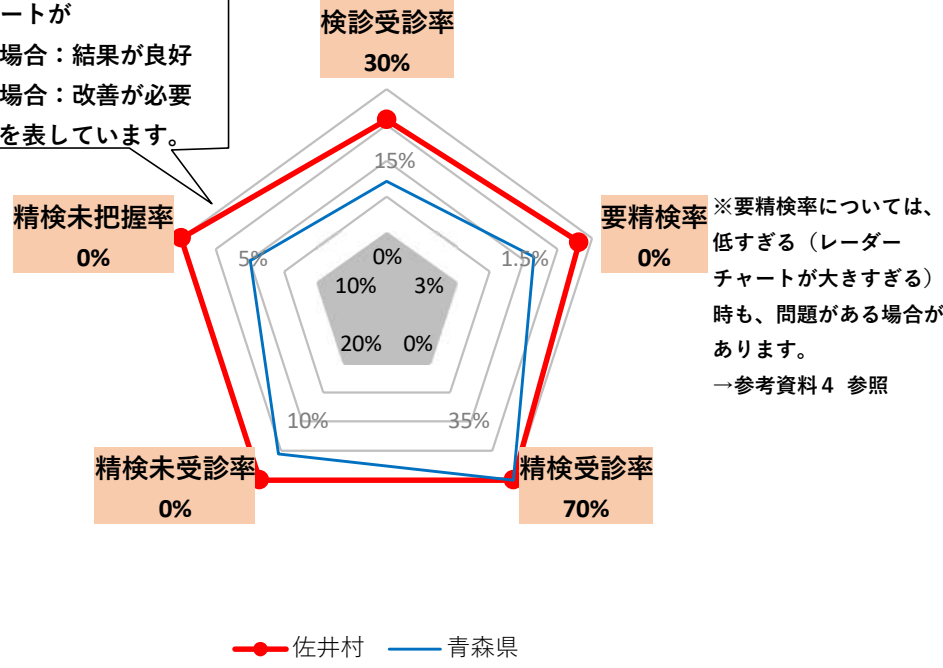 ートが
場合：結果が良好
場合：改善が必要
を表しています。
検診受診率
30%
15%
0%
精検未把握率
0%
5%
10%
要精検率
0%
1.5%
3%
※要精検率については、
低すぎる（レーダー
チャートが大きすぎる）
時も、問題がある場合が
あります。
→参考資料４ 参照
20%
0%
10%
35%
精検未受診率
0%
精検受診率
70%
佐井村
青森県